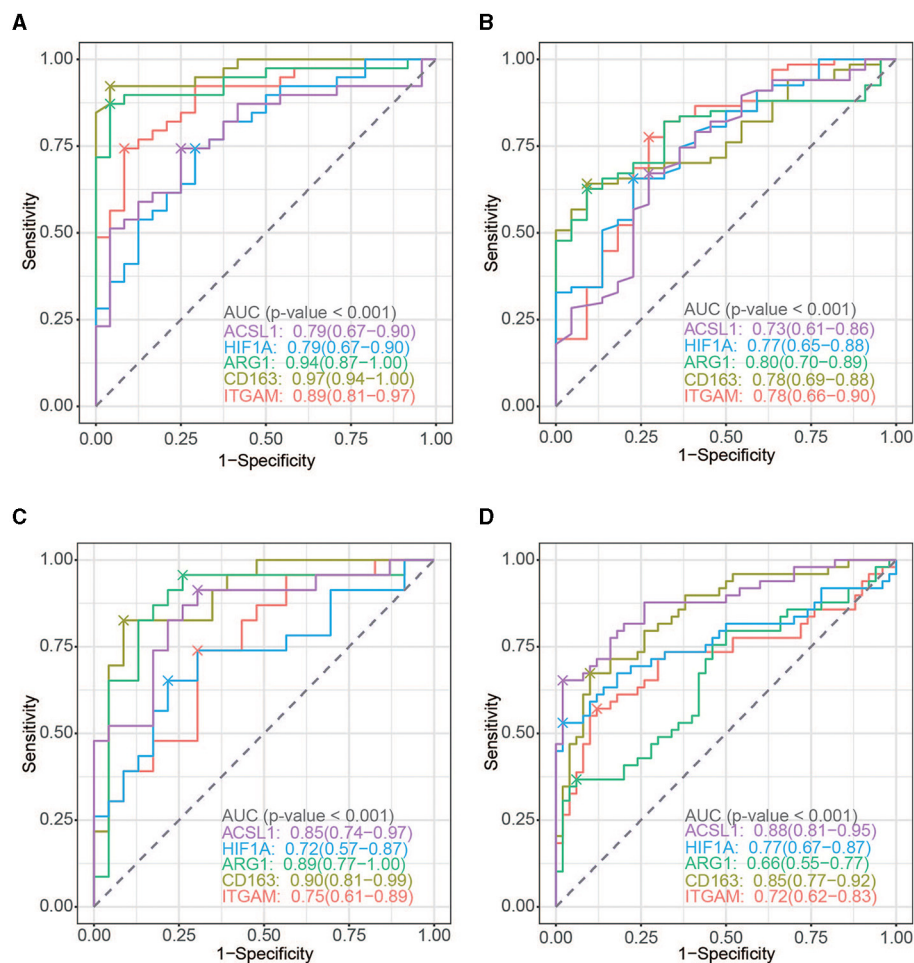 A
1.00
0.75
0.50
0.25
0.00
Sensitivity
AUC (p-value < 0.001)
ACSL1: 0.79(0.67−0.90)
HIF1A: 0.79(0.67−0.90)
ARG1: 0.94(0.87−1.00)
CD163: 0.97(0.94−1.00)
ITGAM: 0.89(0.81−0.97)
0.00 0.25 0.50 0.75 1.00
1−Specificity
B
1.00
0.75
0.50
0.25
0.00
Sensitivity
AUC (p-value < 0.001)
ACSL1: 0.73(0.61−0.86)
HIF1A: 0.77(0.65−0.88)
ARG1: 0.80(0.70−0.89)
CD163: 0.78(0.69−0.88)
ITGAM: 0.78(0.66−0.90)
0.00 0.25 0.50 0.75 1.00
1−Specificity
C
1.00
0.75
0.50
0.25
0.00
Sensitivity
AUC (p-value < 0.001)
ACSL1: 0.85(0.74−0.97)
HIF1A: 0.72(0.57−0.87)
ARG1: 0.89(0.77−1.00)
CD163: 0.90(0.81−0.99)
ITGAM: 0.75(0.61−0.89)
0.00 0.25 0.50 0.75 1.00
1−Specificity
D
1.00
0.75
0.50
0.25
0.00
Sensitivity
AUC (p-value < 0.001)
ACSL1: 0.88(0.81−0.95)
HIF1A: 0.77(0.67−0.87)
ARG1: 0.66(0.55−0.77)
CD163: 0.85(0.77−0.92)
ITGAM: 0.72(0.62−0.83)
0.00 0.25 0.50 0.75 1.00
1−Specificity